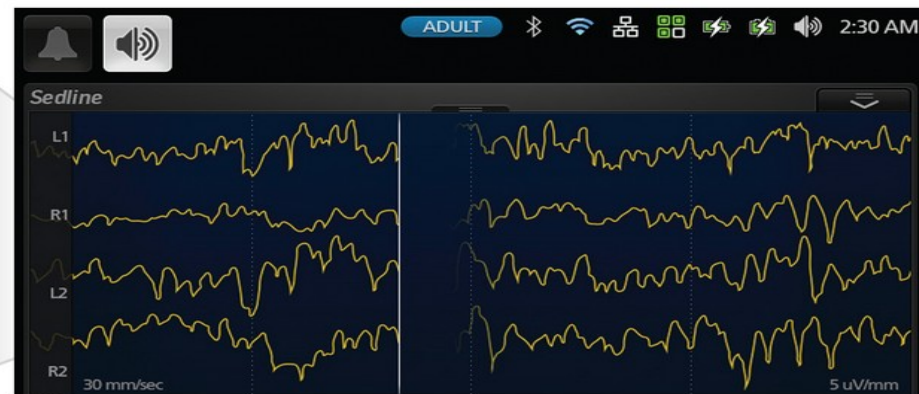 ADULT 2:30 AM
Sedline
L1
R1
L2
R2
30 mm/sec 5 uV/mm